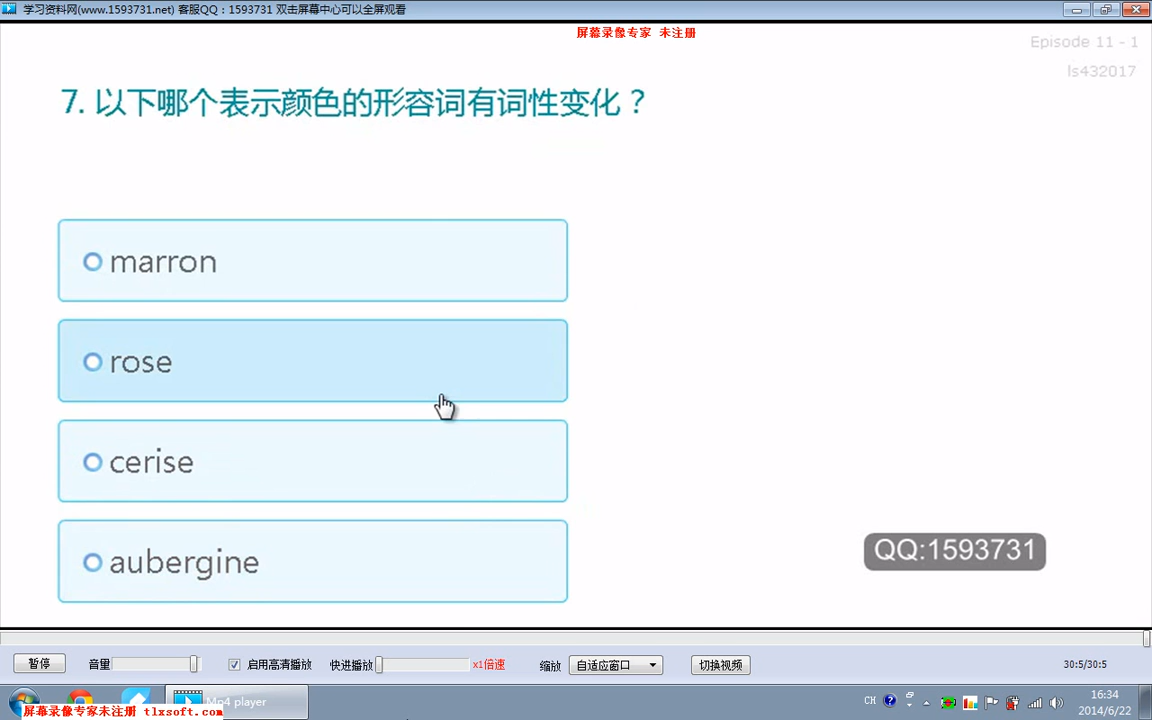 学习资料网(www.1593731.net) 客服QQ：1593731 双击屏幕中心可以全屏观看
屏幕录像专家 未注册
Episode 11 - 1
ls432017
7. 以下哪个表示颜色的形容词有词性变化？
marron
rose
cerise
aubergine
QQ:1593731
暂停
音量
启用高清播放
快进播放
x1倍速
缩放
自适应窗口
切换视频
30:5/30:5
Mp4 player
CH
16:34
2014/6/22
屏幕录像专家未注册 tlxsoft.com